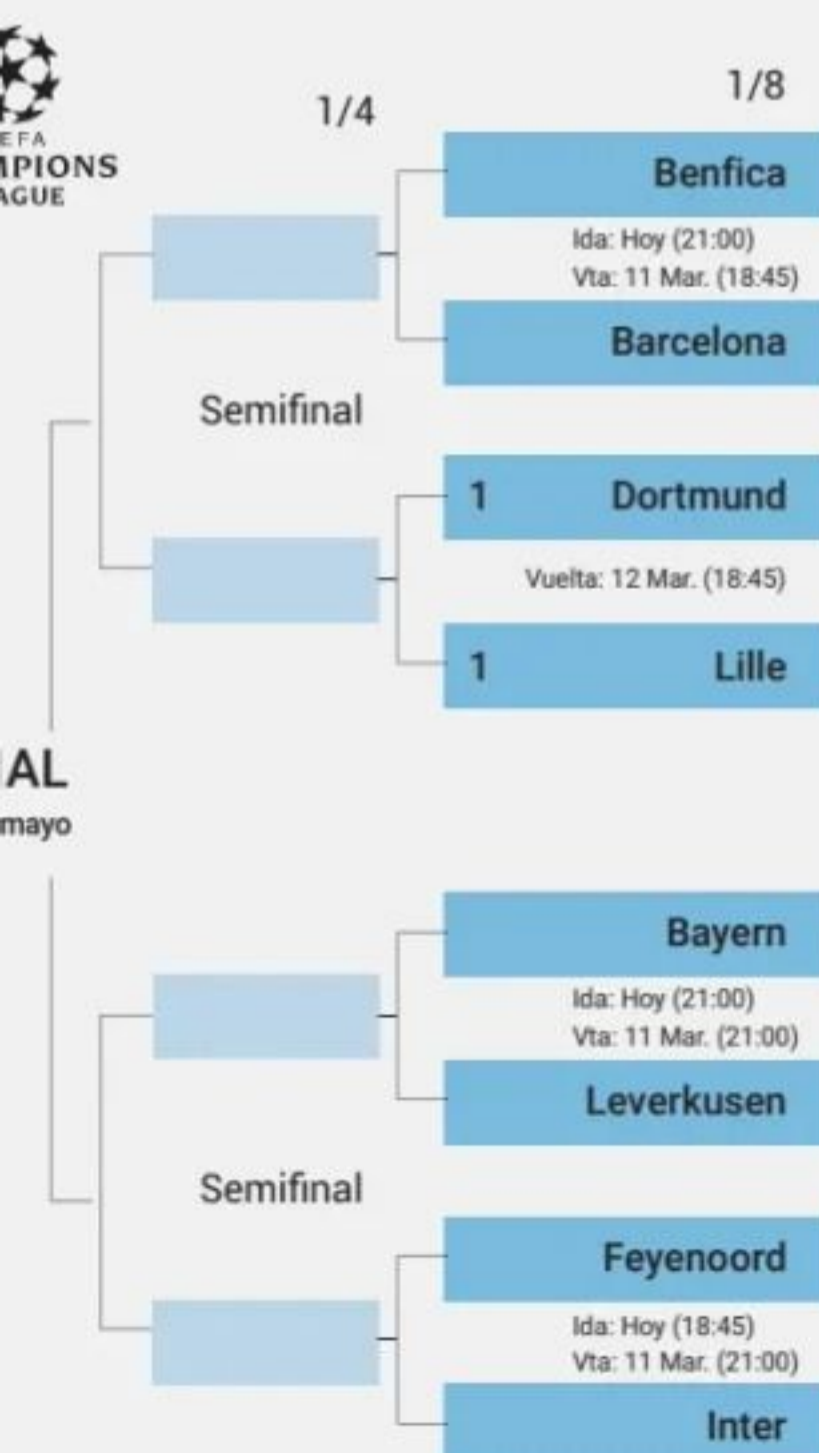 1/4
1/8
EFA
MPIONS
AGUE
Benfica
Ida: Hoy (21:00)
Vta: 11 Mar. (18:45)
Barcelona
Semifinal
1 Dortmund
Vuelta: 12 Mar. (18:45)
1 Lille
IAL
mayo
Bayern
Ida: Hoy (21:00)
Vta: 11 Mar. (21:00)
Leverkusen
Semifinal
Feyenoord
Ida: Hoy (18:45)
Vta: 11 Mar. (21:00)
Inter